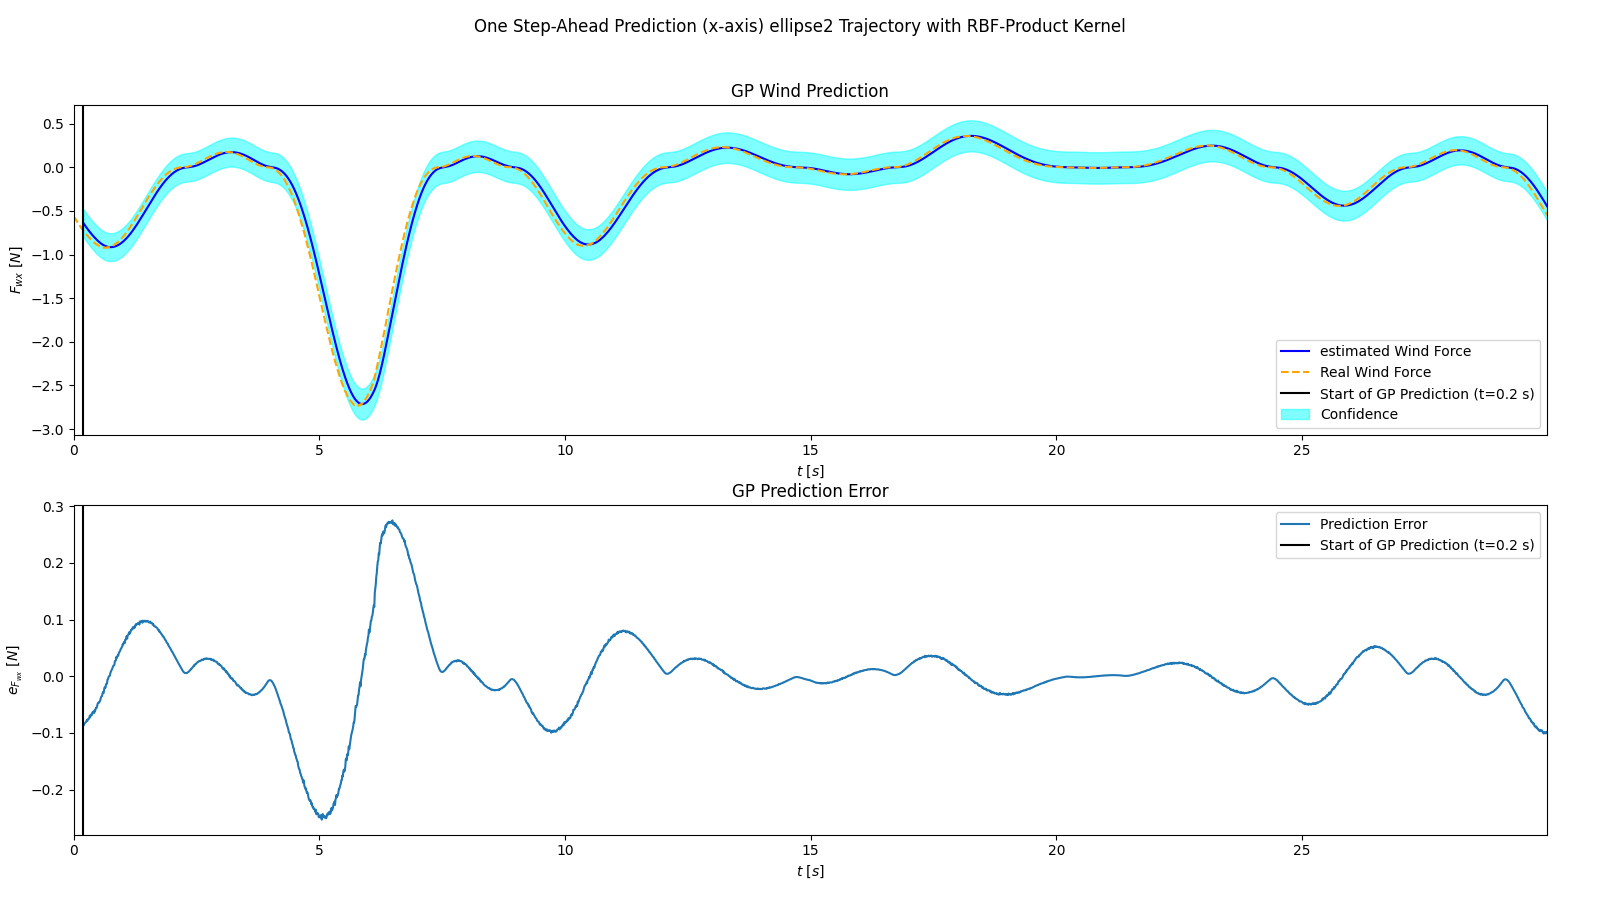 One Step-Ahead Prediction (x-axis) ellipse2 Trajectory with RBF-Product Kernel
GP Wind Prediction
0.5
0.0
−0.5
−1.0
−1.5
−2.0
−2.5
−3.0
F_wx [N]
estimated Wind Force
Real Wind Force
Start of GP Prediction (t=0.2 s)
Confidence
0 5 10 15 20 25
t [s]
GP Prediction Error
0.3
0.2
0.1
0.0
−0.1
−0.2
e_F_wx [N]
Prediction Error
Start of GP Prediction (t=0.2 s)
0 5 10 15 20 25
t [s]